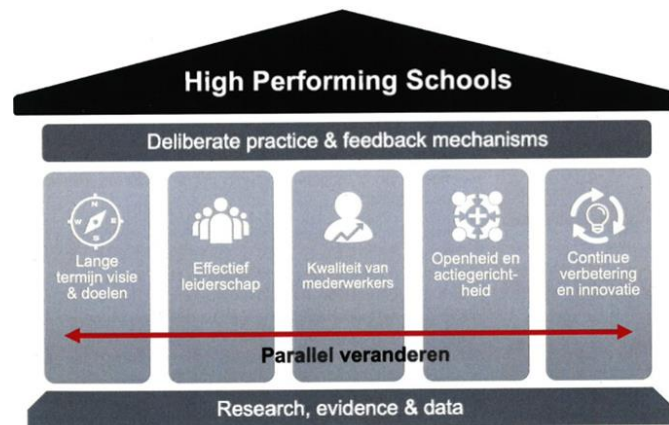 High Performing Schools
Deliberate practice & feedback mechanisms
Lange
termijn visie
& doelen
Effectief
leiderschap
Kwaliteit van
mederwerkers
Openheid en
actiegericht-
heid
Continue
verbetering
en innovatie
Parallel veranderen
Research, evidence & data